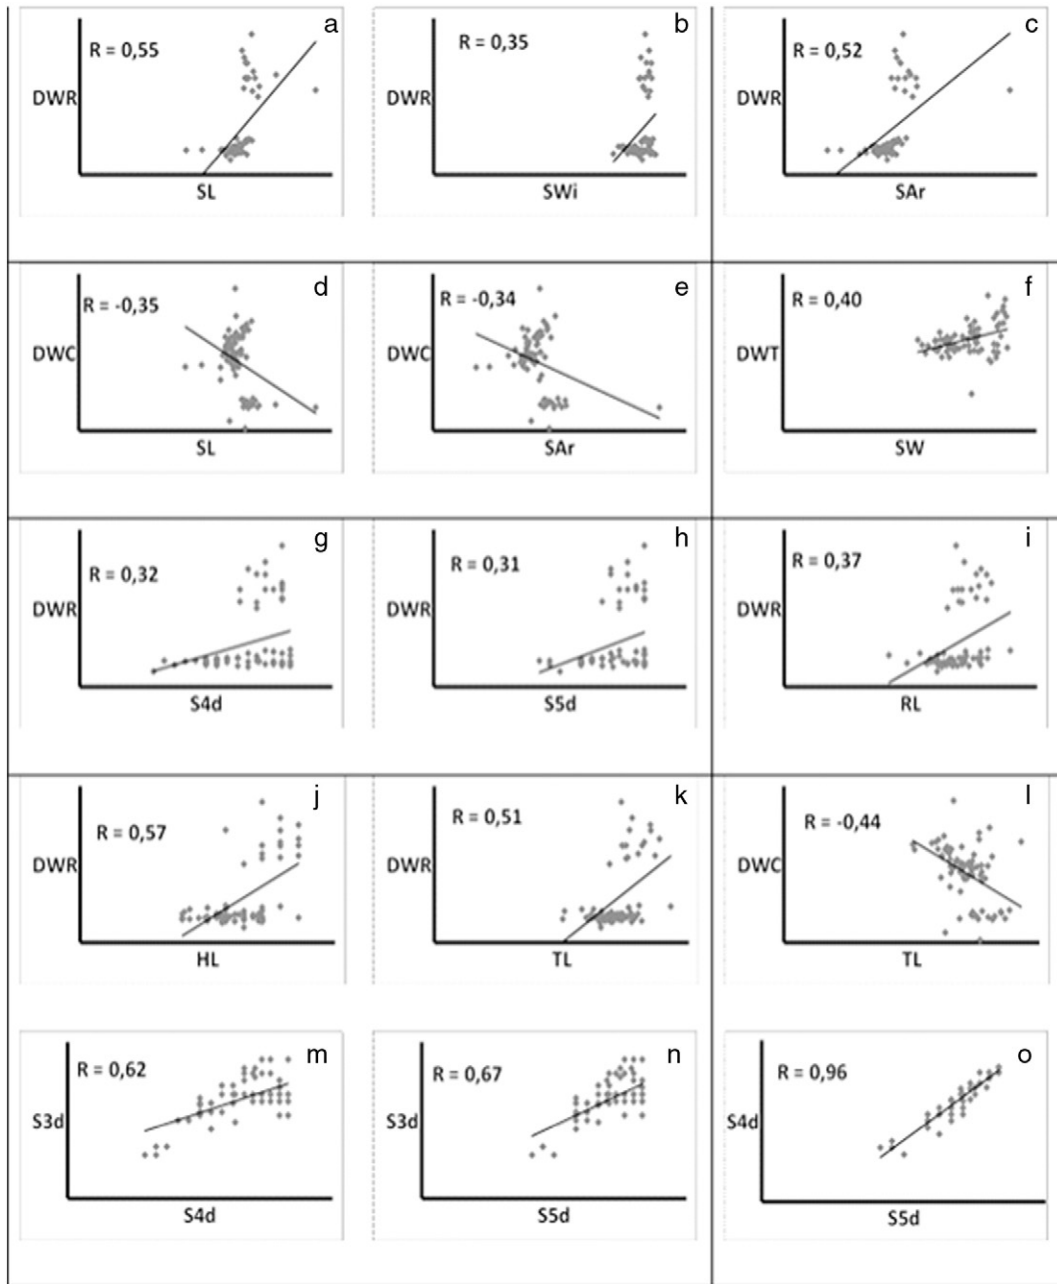 a
R = 0,55
DWR
SL
b
R = 0,35
DWR
SWi
c
R = 0,52
DWR
SAr
d
R = -0,35
DWC
SL
e
R = -0,34
DWC
SAr
f
R = 0,40
DWT
SW
g
R = 0,32
DWR
S4d
h
R = 0,31
DWR
S5d
i
R = 0,37
DWR
RL
j
R = 0,57
DWR
HL
k
R = 0,51
DWR
TL
l
R = -0,44
DWC
TL
m
R = 0,62
S3d
S4d
n
R = 0,67
S3d
S5d
o
R = 0,96
S4d
S5d